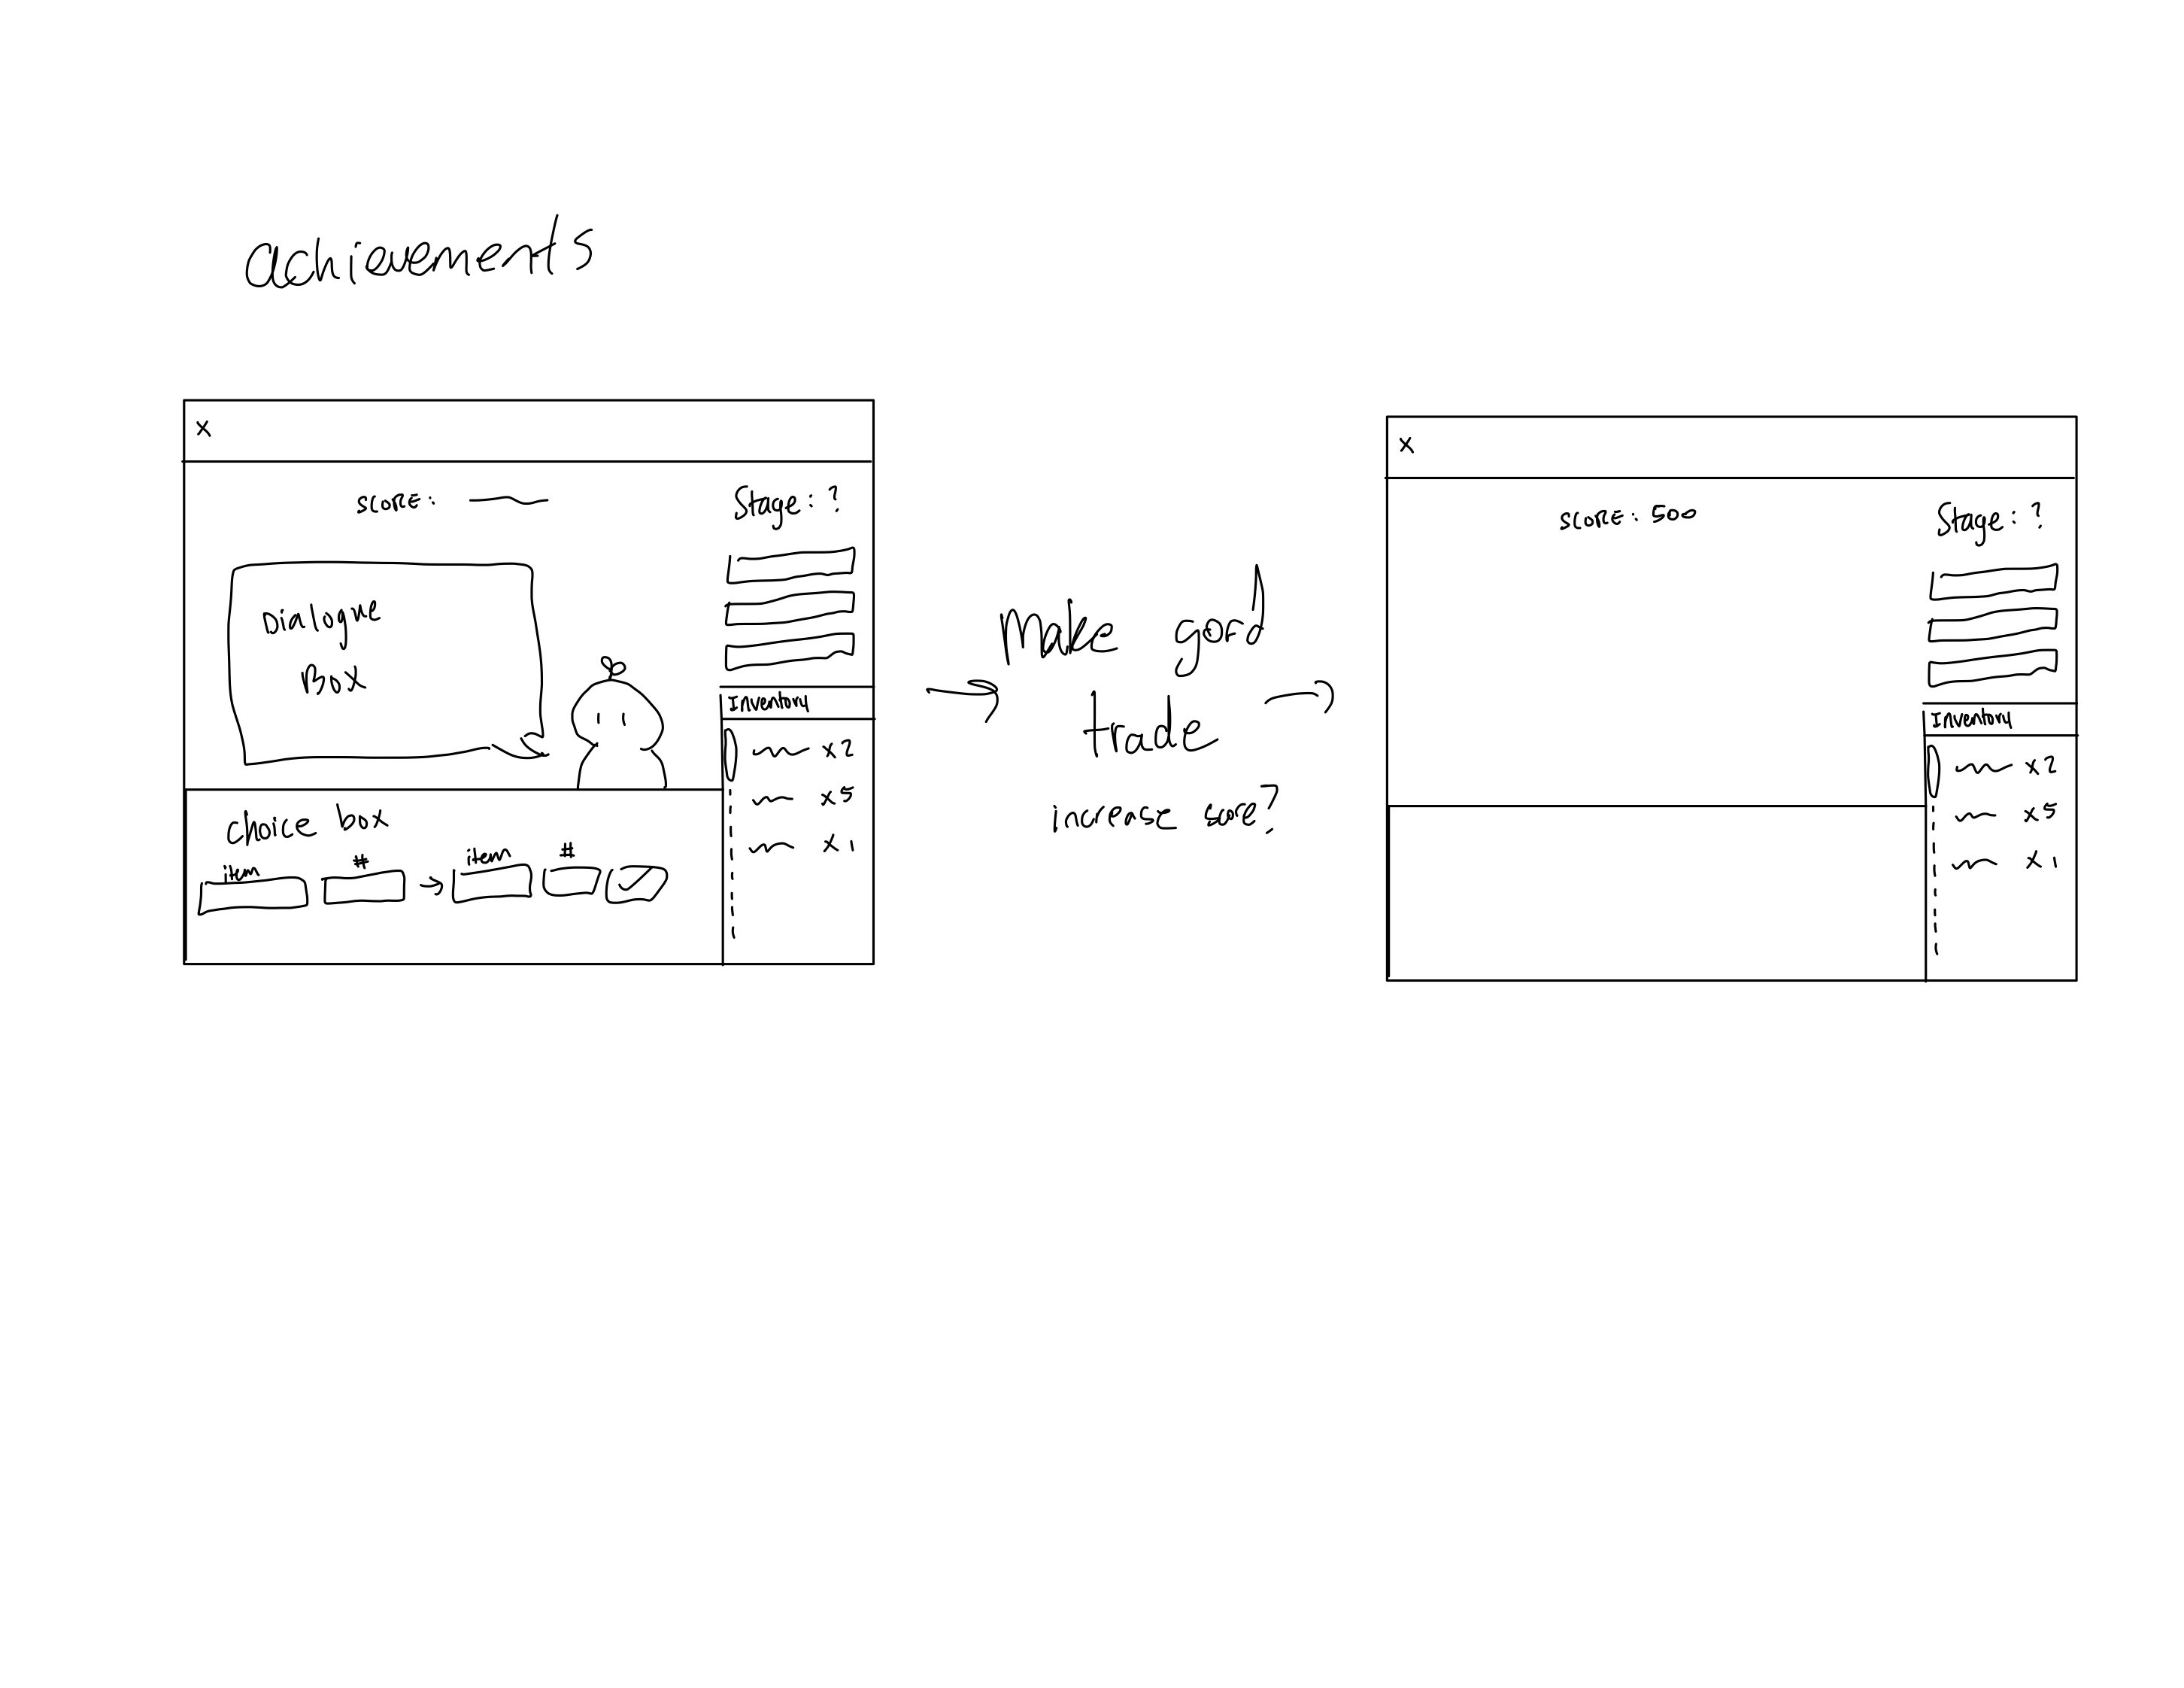 achievements
x
score:
Stage: ?
Dialogue
Box
Inventory
x2
x5
x1
choice box
item # → item #
make good
trade
increase score?
x
score: 500
Stage: ?
Inventory
x2
x5
x1